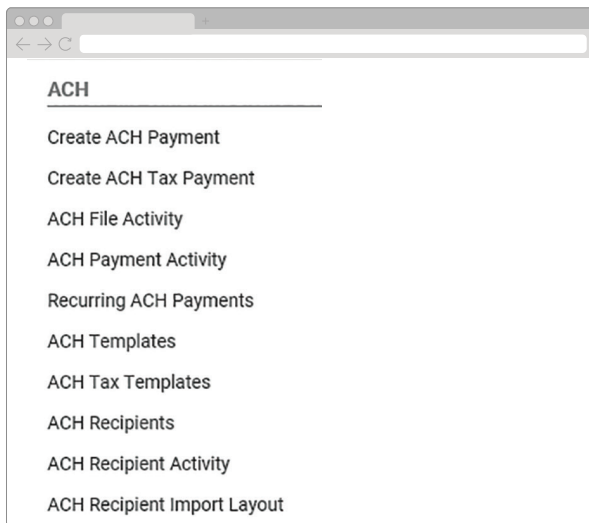 ACH
Create ACH Payment
Create ACH Tax Payment
ACH File Activity
ACH Payment Activity
Recurring ACH Payments
ACH Templates
ACH Tax Templates
ACH Recipients
ACH Recipient Activity
ACH Recipient Import Layout